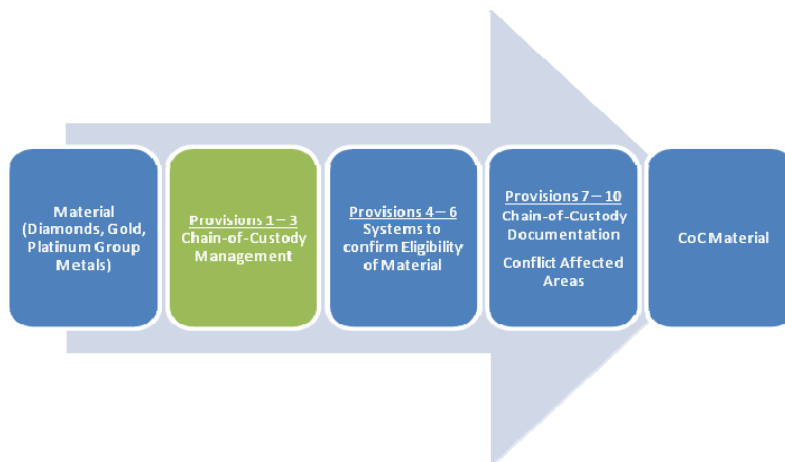 Material
(Diamonds, Gold,
Platinum Group
Metals)
Provisions 1 – 3
Chain-of-Custody
Management
Provisions 4 – 6
Systems to
confirm Eligibility
of Material
Provisions 7 – 10
Chain-of-Custody
Documentation
Conflict Affected
Areas
CoC Material